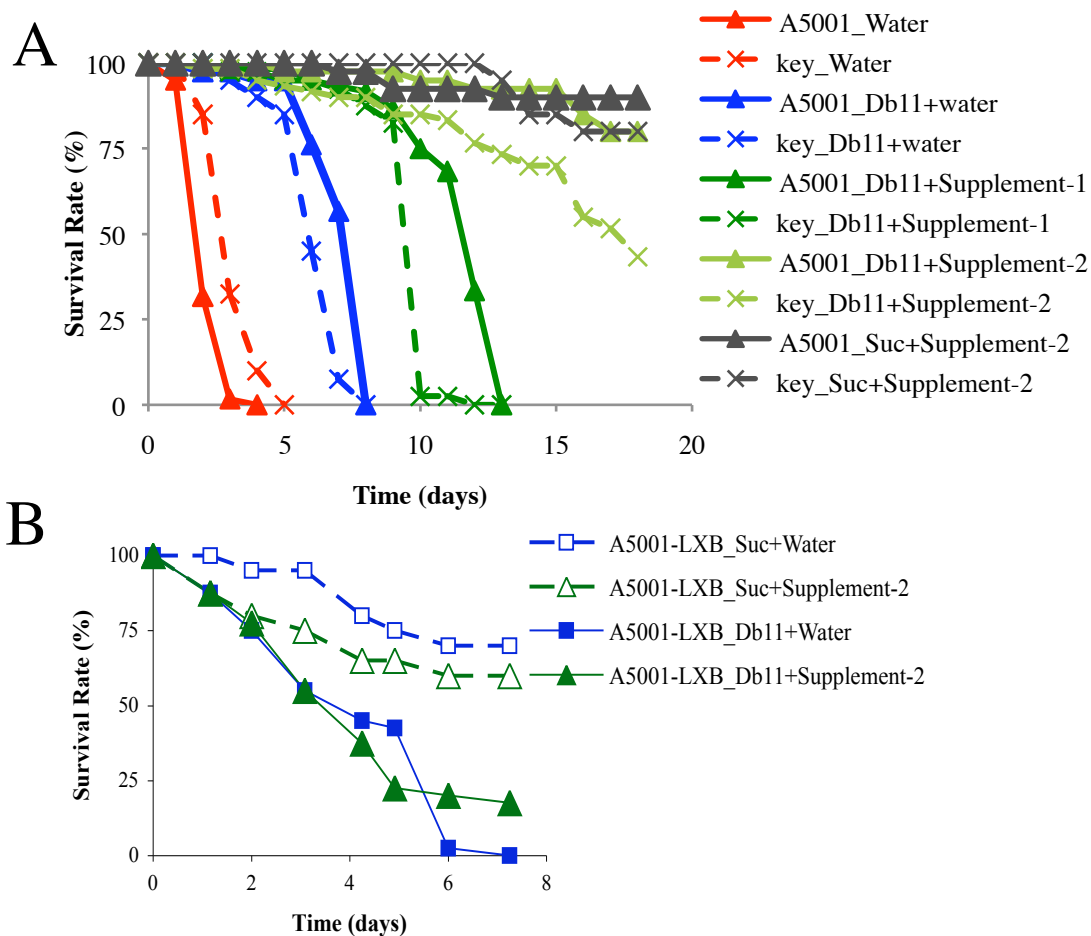 A
Survival Rate (%)
100
75
50
25
0
0 5 10 15 20
Time (days)
A5001_Water
key_Water
A5001_Db11+water
key_Db11+water
A5001_Db11+Supplement-1
key_Db11+Supplement-1
A5001_Db11+Supplement-2
key_Db11+Supplement-2
A5001_Suc+Supplement-2
key_Suc+Supplement-2
B
Survival Rate (%)
100
75
50
25
0
0 2 4 6 8
Time (days)
A5001-LXB_Suc+Water
A5001-LXB_Suc+Supplement-2
A5001-LXB_Db11+Water
A5001-LXB_Db11+Supplement-2